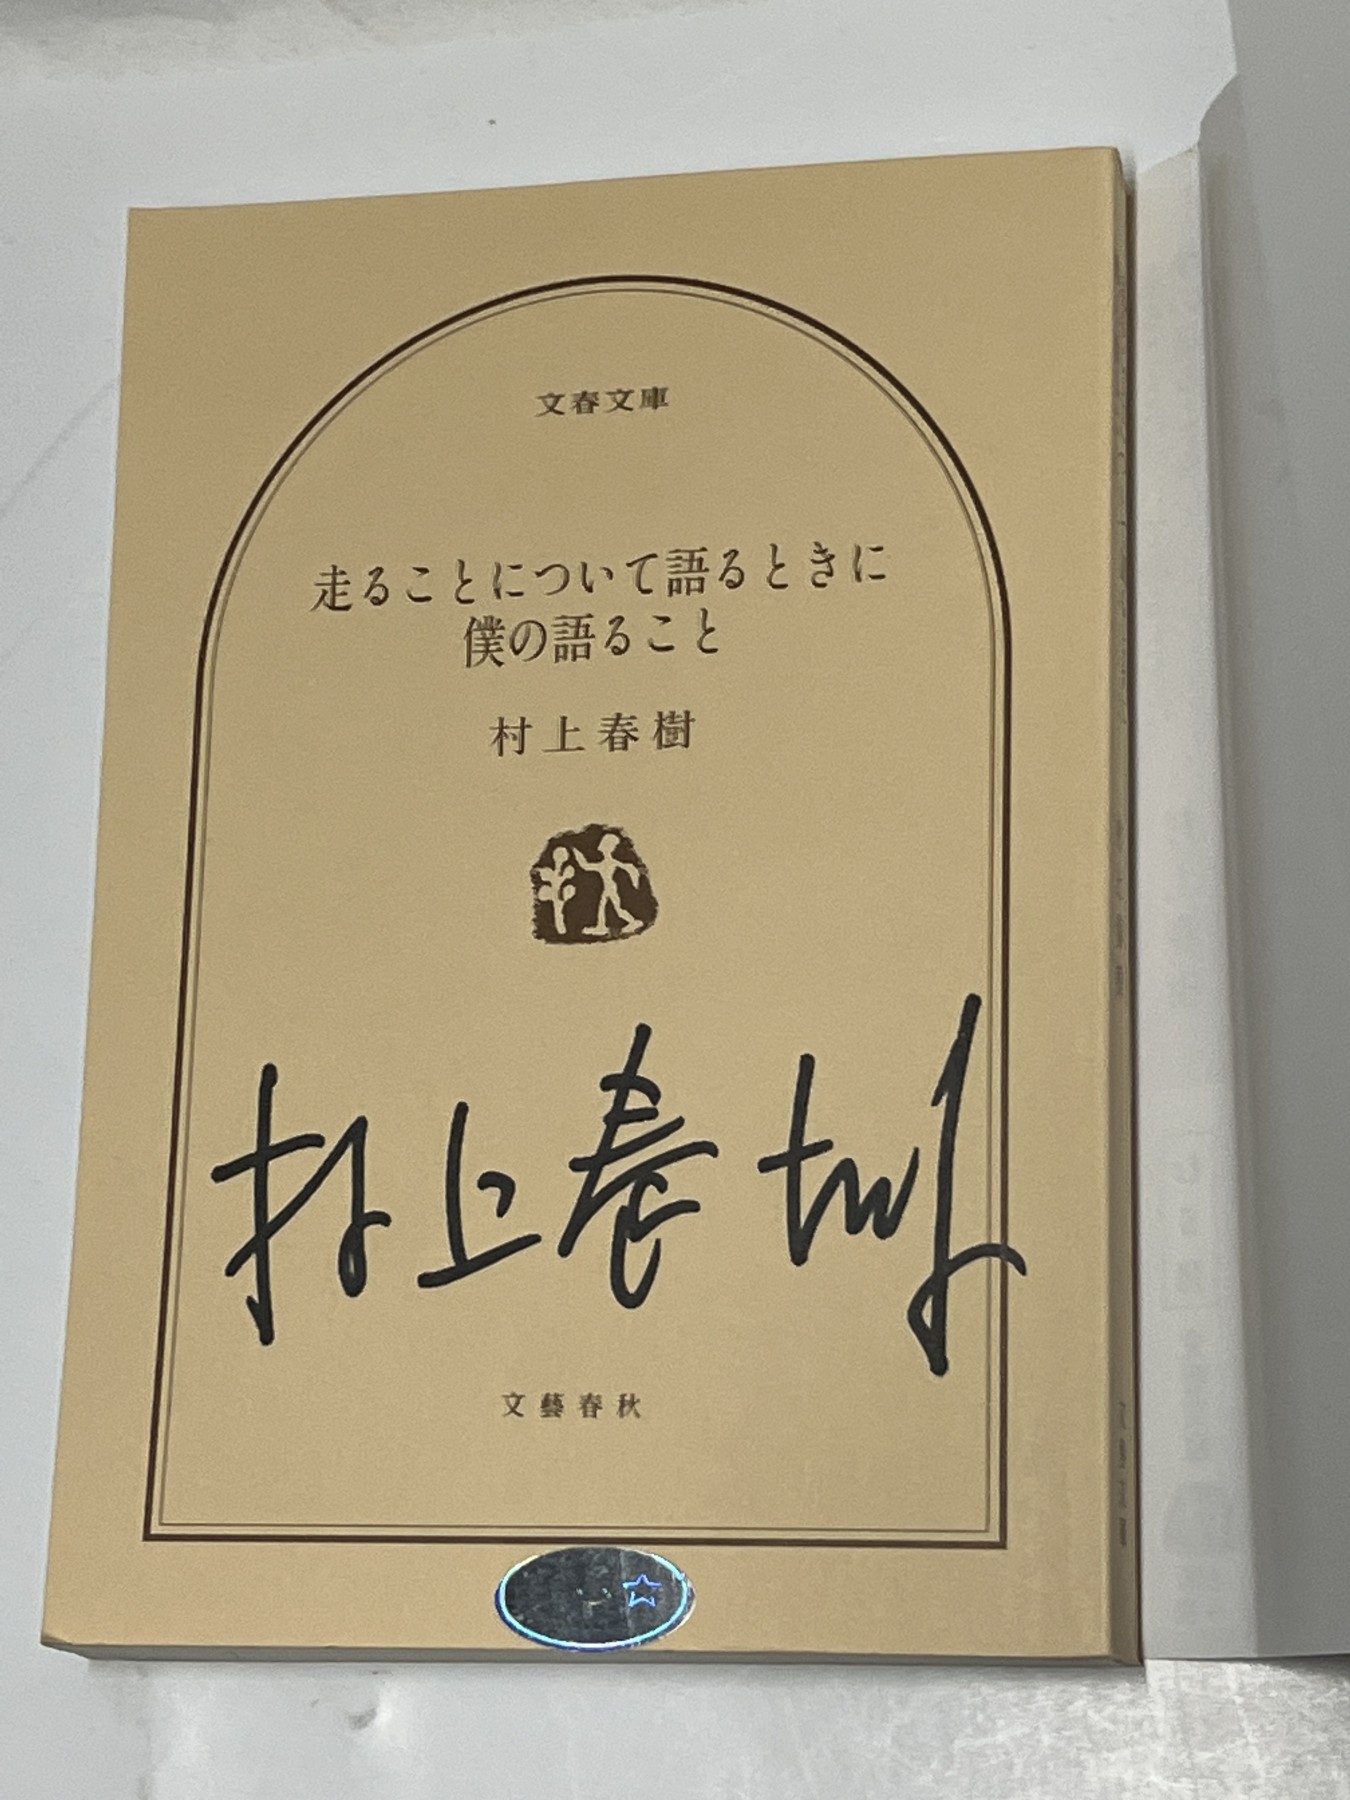 文春文庫
走ることについて語るときに
僕の語ること
村上春樹
村上春樹
文藝春秋